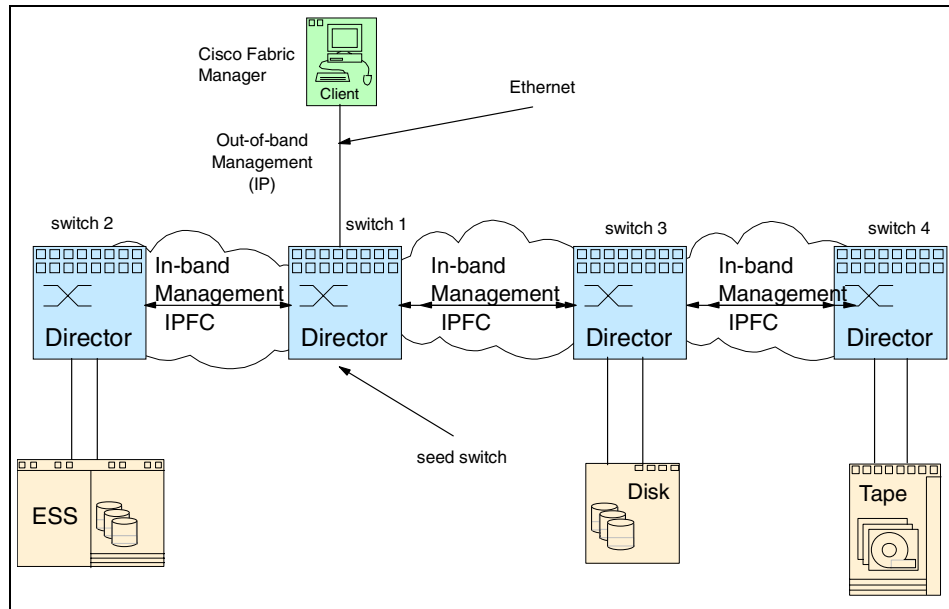 Cisco Fabric
Manager
Client
Ethernet
Out-of-band
Management
(IP)
switch 2
switch 1
switch 3
switch 4
In-band
Management
IPFC
In-band
Management
IPFC
In-band
Management
IPFC
Director
Director
Director
Director
seed switch
ESS
Disk
Tape